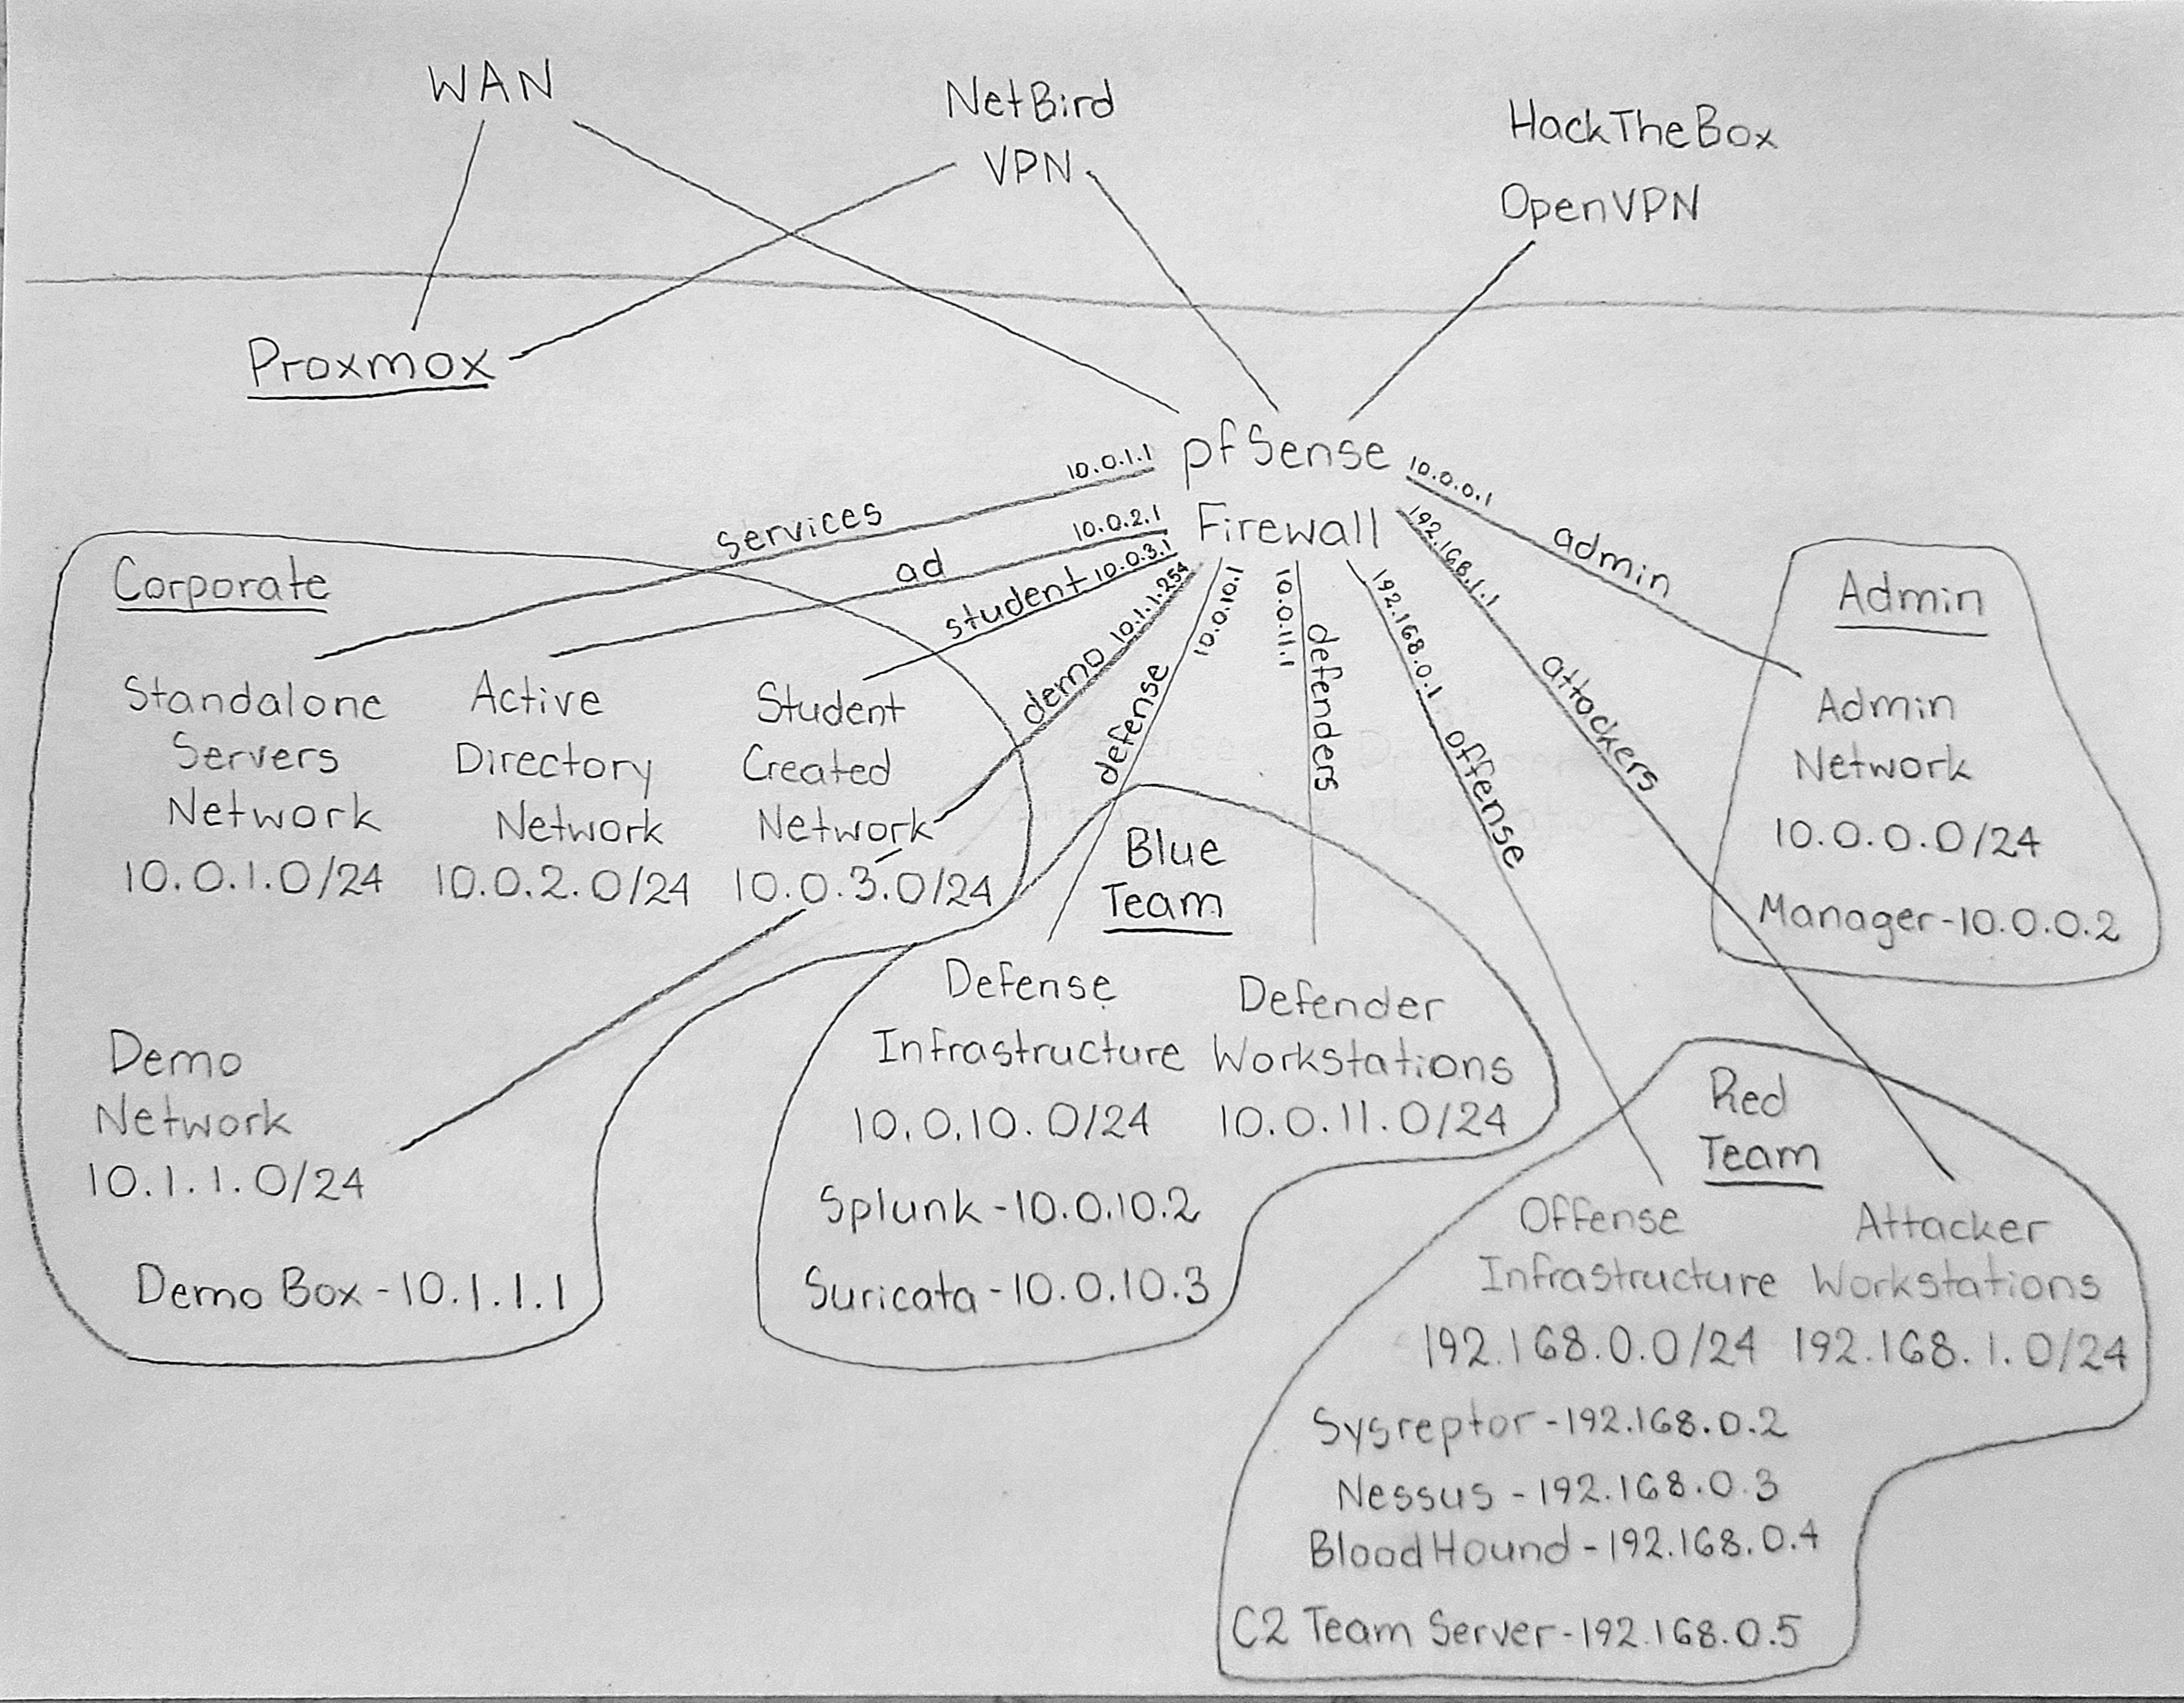 WAN
NetBird
VPN
HackTheBox
OpenVPN
Proxmox
pfSense
Firewall
10.0.1.1
services
10.0.2.1
ad
10.0.3.1
student
10.1.1.254
demo
10.0.10.1
defense
10.0.11.1
defenders
192.168.0.1
offense
192.168.1.1
attackers
10.0.0.1
admin
Corporate
Standalone
Servers
Network
10.0.1.0/24
Active
Directory
Network
10.0.2.0/24
Student
Created
Network
10.0.3.0/24
Demo
Network
10.1.1.0/24
Demo Box - 10.1.1.1
Blue
Team
Defense
Infrastructure
10.0.10.0/24
Defender
Workstations
10.0.11.0/24
Splunk - 10.0.10.2
Suricata - 10.0.10.3
Admin
Admin
Network
10.0.0.0/24
Manager - 10.0.0.2
Red
Team
Offense
Infrastructure
192.168.0.0/24
Attacker
Workstations
192.168.1.0/24
Sysreptor - 192.168.0.2
Nessus - 192.168.0.3
BloodHound - 192.168.0.4
C2 Team Server - 192.168.0.5